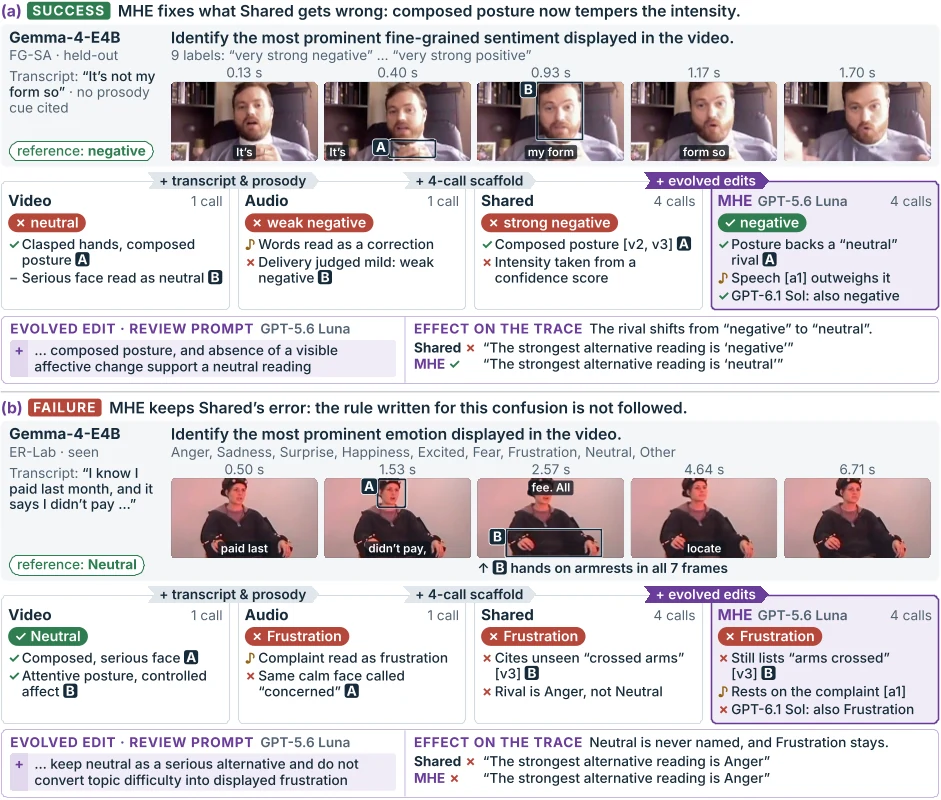 (a) SUCCESS MHE fixes what Shared gets wrong: composed posture now tempers the intensity.
Gemma-4-E4B
FG-SA · held-out
Transcript: “It’s not my
form so” · no prosody
cue cited
reference: negative
Identify the most prominent fine-grained sentiment displayed in the video.
9 labels: “very strong negative” … “very strong positive”
0.13 s 0.40 s 0.93 s 1.17 s 1.70 s
It’s
It’s A
B my form
form so
+ transcript & prosody + 4-call scaffold + evolved edits
Video 1 call
× neutral
✓ Clasped hands, composed
posture A
– Serious face read as neutral B
Audio 1 call
× weak negative
♪ Words read as a correction
× Delivery judged mild: weak
negative B
Shared 4 calls
× strong negative
✓ Composed posture [v2, v3] A
× Intensity taken from a
confidence score
MHE GPT-5.6 Luna 4 calls
✓ negative
✓ Posture backs a “neutral”
rival A
♪ Speech [a1] outweighs it
✓ GPT-6.1 Sol: also negative
EVOLVED EDIT · REVIEW PROMPT GPT-5.6 Luna
+ … composed posture, and absence of a visible
affective change support a neutral reading
EFFECT ON THE TRACE The rival shifts from “negative” to “neutral”.
Shared × “The strongest alternative reading is ‘negative’”
MHE ✓ “The strongest alternative reading is ‘neutral’”
(b) FAILURE MHE keeps Shared’s error: the rule written for this confusion is not followed.
Gemma-4-E4B
ER-Lab · seen
Transcript: “I know I
paid last month, and it
says I didn’t pay …”
reference: Neutral
Identify the most prominent emotion displayed in the video.
Anger, Sadness, Surprise, Happiness, Excited, Fear, Frustration, Neutral, Other
0.50 s 1.53 s 2.57 s 4.64 s 6.71 s
paid last
A didn’t pay,
fee. All B
locate
↑ B hands on armrests in all 7 frames
+ transcript & prosody + 4-call scaffold + evolved edits
Video 1 call
✓ Neutral
✓ Composed, serious face A
✓ Attentive posture, controlled
affect B
Audio 1 call
× Frustration
♪ Complaint read as frustration
× Same calm face called
“concerned” A
Shared 4 calls
× Frustration
× Cites unseen “crossed arms”
[v3] B
× Rival is Anger, not Neutral
MHE GPT-5.6 Luna 4 calls
× Frustration
× Still lists “arms crossed”
[v3] B
♪ Rests on the complaint [a1]
× GPT-6.1 Sol: also Frustration
EVOLVED EDIT · REVIEW PROMPT GPT-5.6 Luna
+ … keep neutral as a serious alternative and do not
convert topic difficulty into displayed frustration
EFFECT ON THE TRACE Neutral is never named, and Frustration stays.
Shared × “The strongest alternative reading is Anger”
MHE × “The strongest alternative reading is Anger”